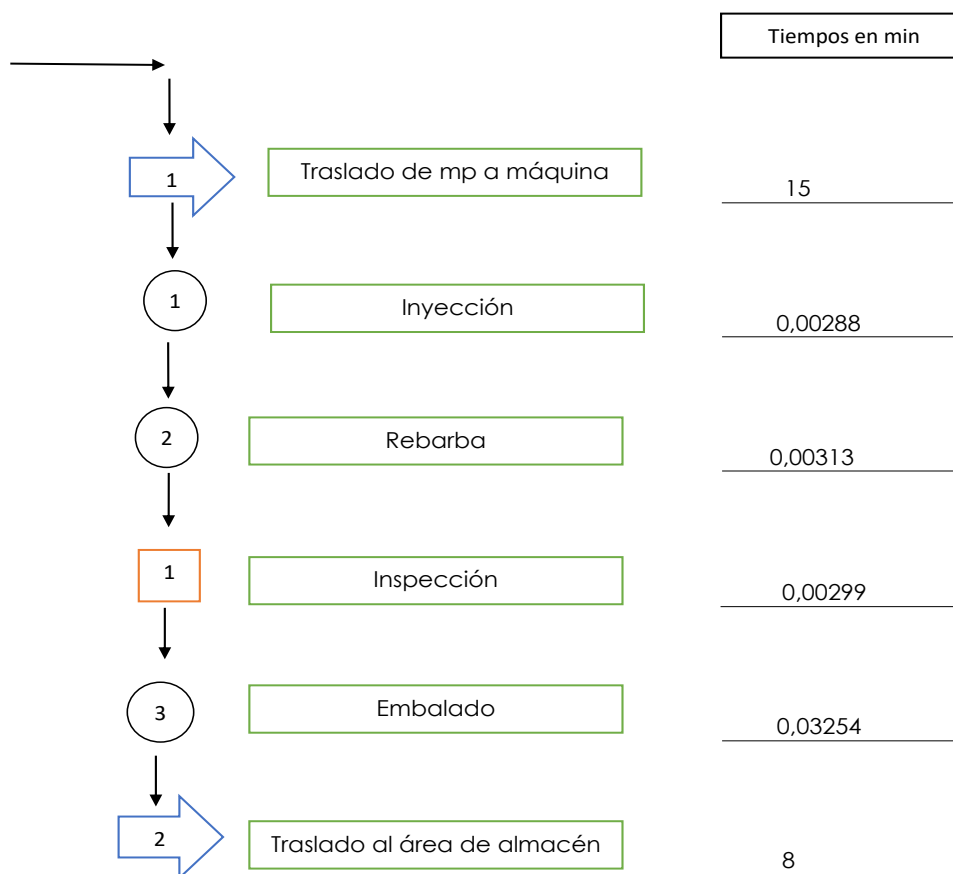 Tiempos en min
1
Traslado de mp a máquina
15
1
Inyección
0,00288
2
Rebarba
0,00313
1
Inspección
0,00299
3
Embalado
0,03254
2
Traslado al área de almacén
8